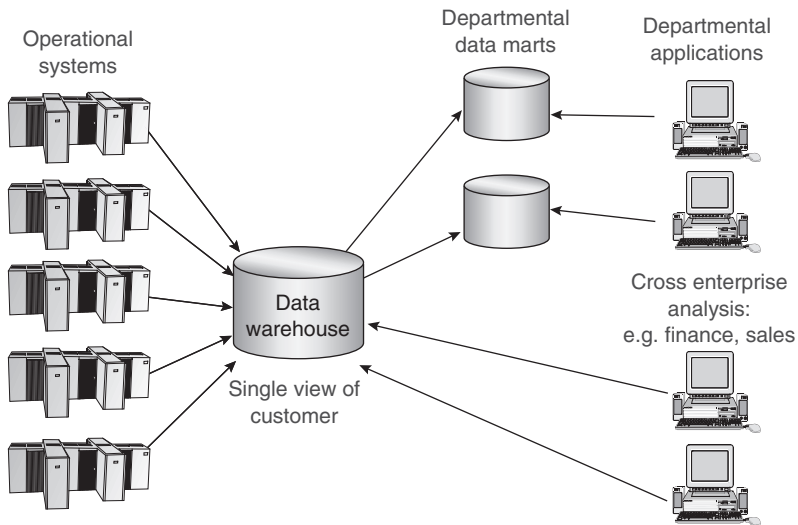 Operational
systems
Departmental
data marts
Departmental
applications
Data
warehouse
Single view of
customer
Cross enterprise
analysis:
e.g. finance, sales